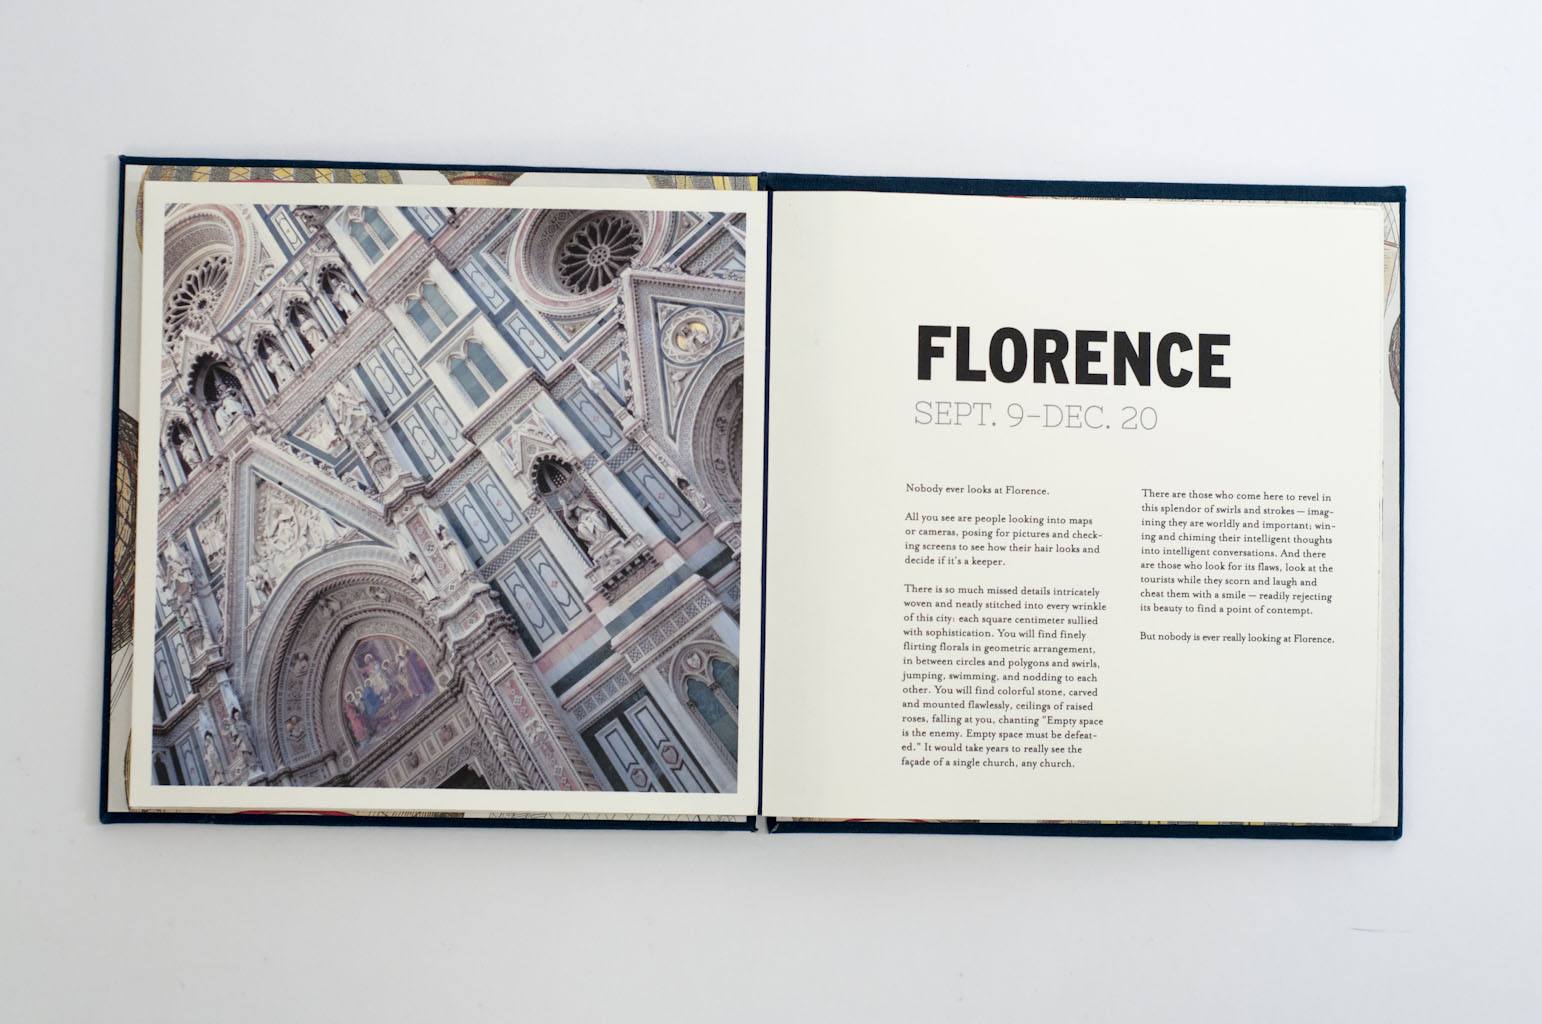 FLORENCE
SEPT. 9–DEC. 20
Nobody ever looks at Florence.
All you see are people looking into maps
or cameras, posing for pictures and check-
ing screens to see how their hair looks and
decide if it's a keeper.
There is so much missed details intricately
woven and neatly stitched into every wrinkle
of this city: each square centimeter sullied
with sophistication. You will find finely
flirting florals in geometric arrangement,
in between circles and polygons and swirls,
jumping, swimming, and nodding to each
other. You will find colorful stone, carved
and mounted flawlessly, ceilings of raised
roses, falling at you, chanting "Empty space
is the enemy. Empty space must be defeat-
ed." It would take years to really see the
façade of a single church, any church.
There are those who come here to revel in
this splendor of swirls and strokes — imag-
ining they are worldly and important; win-
ing and chiming their intelligent thoughts
into intelligent conversations. And there
are those who look for its flaws, look at the
tourists while they scorn and laugh and
cheat them with a smile — readily rejecting
its beauty to find a point of contempt.
But nobody is ever really looking at Florence.